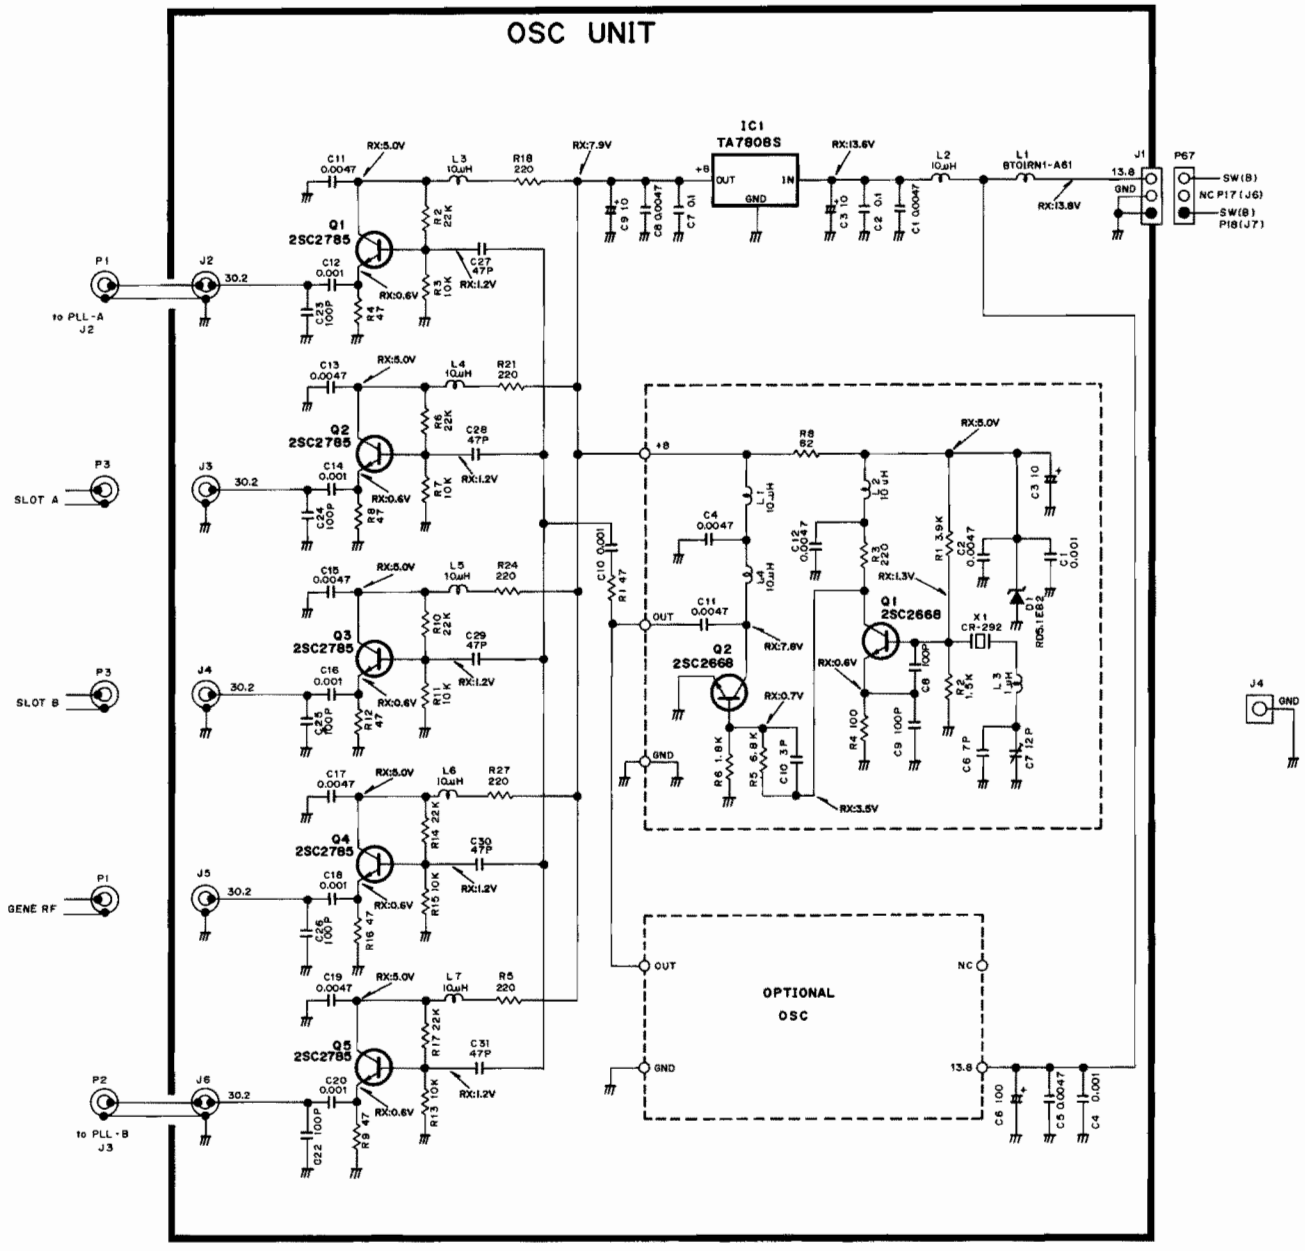 OSC UNIT
IC1
TA7808S
RX:5.0V
RX:7.9V
RX:13.6V
C11
0.0047
L3
10uH
R18
220
+8
OUT
IN
GND
L2
10uH
L1
BT01RN1-A61
J1
P67
13.8
GND
RX:13.8V
SW(B)
NC P17(J6)
SW(B)
P18(J7)
R2
22K
C9 10
C8 0.0047
C7 0.1
C3 10
C2 0.1
C1 0.0047
Q1
2SC2785
C27
47P
RX:1.2V
R3
10K
RX:0.6V
P1
J2
30.2
C12
0.001
C23
100P
R4
47
to PLL-A
J2
C13
0.0047
RX:5.0V
L4
10uH
R21
220
R6
22K
Q2
2SC2785
C28
47P
RX:1.2V
R7
10K
RX:0.6V
P3
J3
30.2
C14
0.001
SLOT A
C24
100P
R8
47
+8
R8
82
RX:5.0V
L1
10uH
L2
10uH
C3 10
C4
0.0047
C12
0.0047
R3
220
R1 3.9K
C2
0.0047
C1
0.001
C10 0.001
R1 47
L4
10uH
RX:1.3V
D1
RD5.1EB2
C15
0.0047
RX:5.0V
L5
10uH
R24
220
R10
22K
OUT
C11
0.0047
Q1
2SC2668
X1
CR-292
RX:7.8V
Q3
2SC2785
C29
47P
RX:1.2V
R11
10K
RX:0.6V
Q2
2SC2668
RX:0.6V
C8
100P
R2
1.5K
L3
1uH
P3
J4
30.2
C16
0.001
SLOT B
C25
100P
R12
47
RX:0.7V
R4 100
C9 100P
C6 7P
C7 12P
J4
GND
GND
R6 1.8K
R5 6.8K
C10 3P
RX:3.5V
C17
0.0047
RX:5.0V
L6
10uH
R27
220
R14 22K
Q4
2SC2785
C30
47P
RX:1.2V
R15 10K
RX:0.6V
P1
J5
30.2
C18
0.001
GENE RF
C26
100P
R16 47
OUT
NC
OPTIONAL
OSC
GND
13.8
C19
0.0047
RX:5.0V
L7
10uH
R5
220
R17 22K
Q5
2SC2785
C31
47P
RX:1.2V
R13 10K
RX:0.6V
P2
J6
30.2
C20
0.001
to PLL-B
J3
C22 100P
R9 47
C6 100
C5 0.0047
C4 0.001